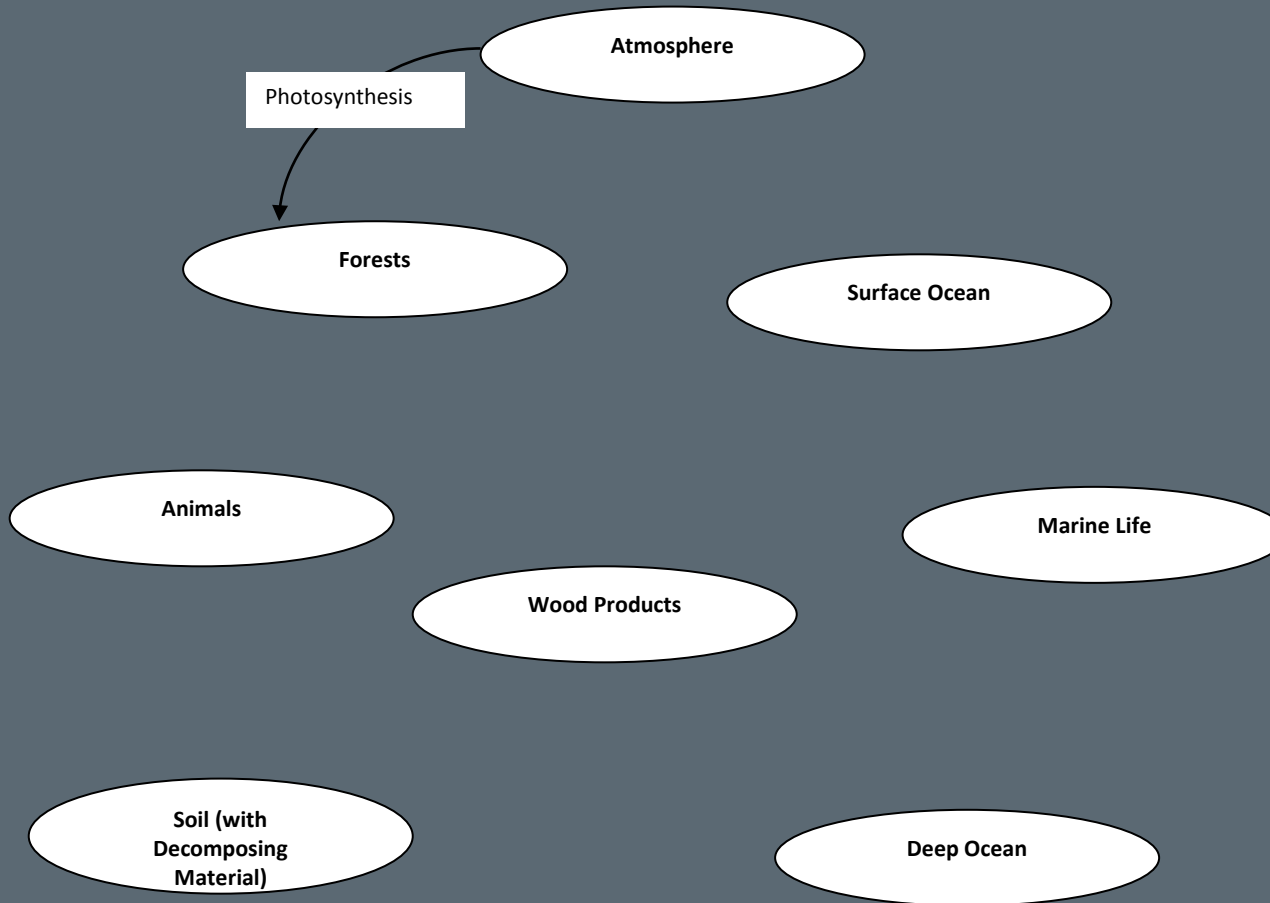 Atmosphere
Photosynthesis
Forests
Surface Ocean
Animals
Marine Life
Wood Products
Soil (with
Decomposing
Material)
Deep Ocean